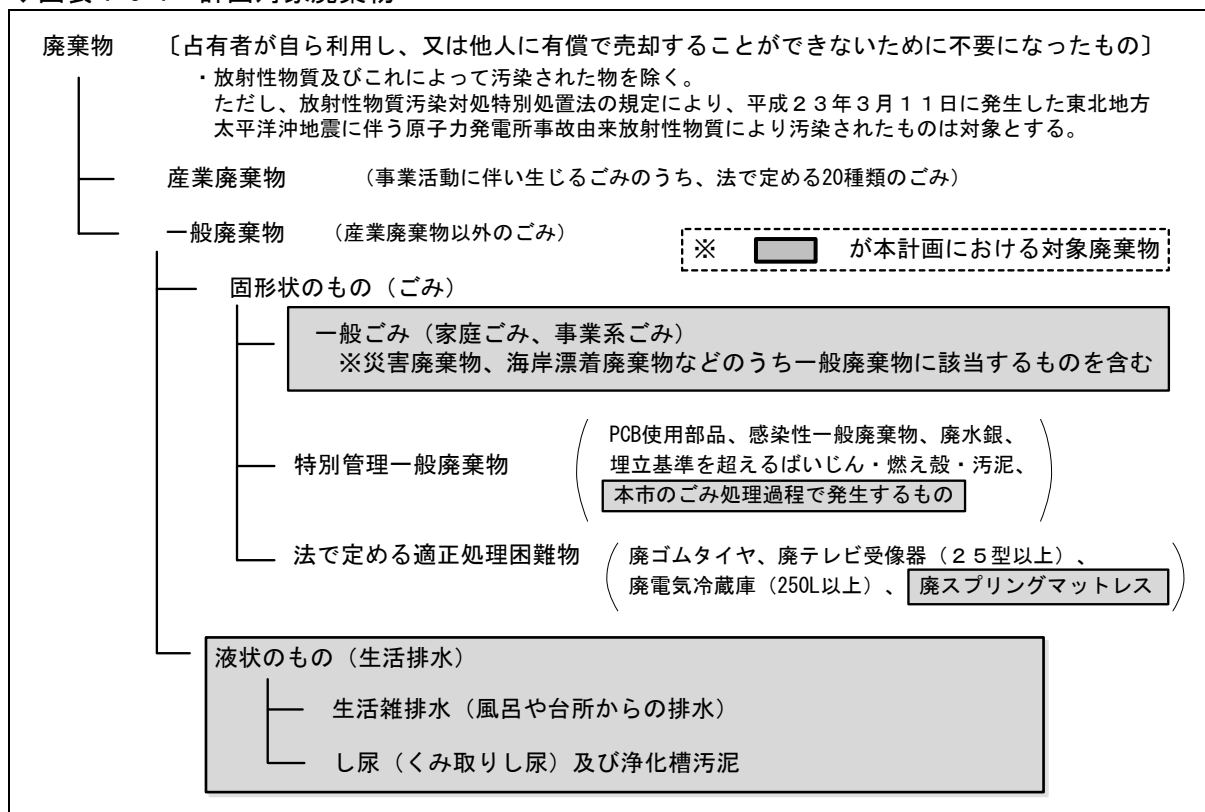 廃棄物　〔占有者が自ら利用し、又は他人に有償で売却することができないために不要になったもの〕
・放射性物質及びこれによって汚染された物を除く。
ただし、放射性物質汚染対処特別処置法の規定により、平成２３年３月１１日に発生した東北地方
太平洋沖地震に伴う原子力発電所事故由来放射性物質により汚染されたものは対象とする。
産業廃棄物　（事業活動に伴い生じるごみのうち、法で定める20種類のごみ）
一般廃棄物　（産業廃棄物以外のごみ）
※　が本計画における対象廃棄物
固形状のもの（ごみ）
一般ごみ（家庭ごみ、事業系ごみ）
※災害廃棄物、海岸漂着廃棄物などのうち一般廃棄物に該当するものを含む
特別管理一般廃棄物
PCB使用部品、感染性一般廃棄物、廃水銀、
埋立基準を超えるばいじん・燃え殻・汚泥、
本市のごみ処理過程で発生するもの
法で定める適正処理困難物
廃ゴムタイヤ、廃テレビ受像器（２５型以上）、
廃電気冷蔵庫（250L以上）、廃スプリングマットレス
液状のもの（生活排水）
生活雑排水（風呂や台所からの排水）
し尿（くみ取りし尿）及び浄化槽汚泥